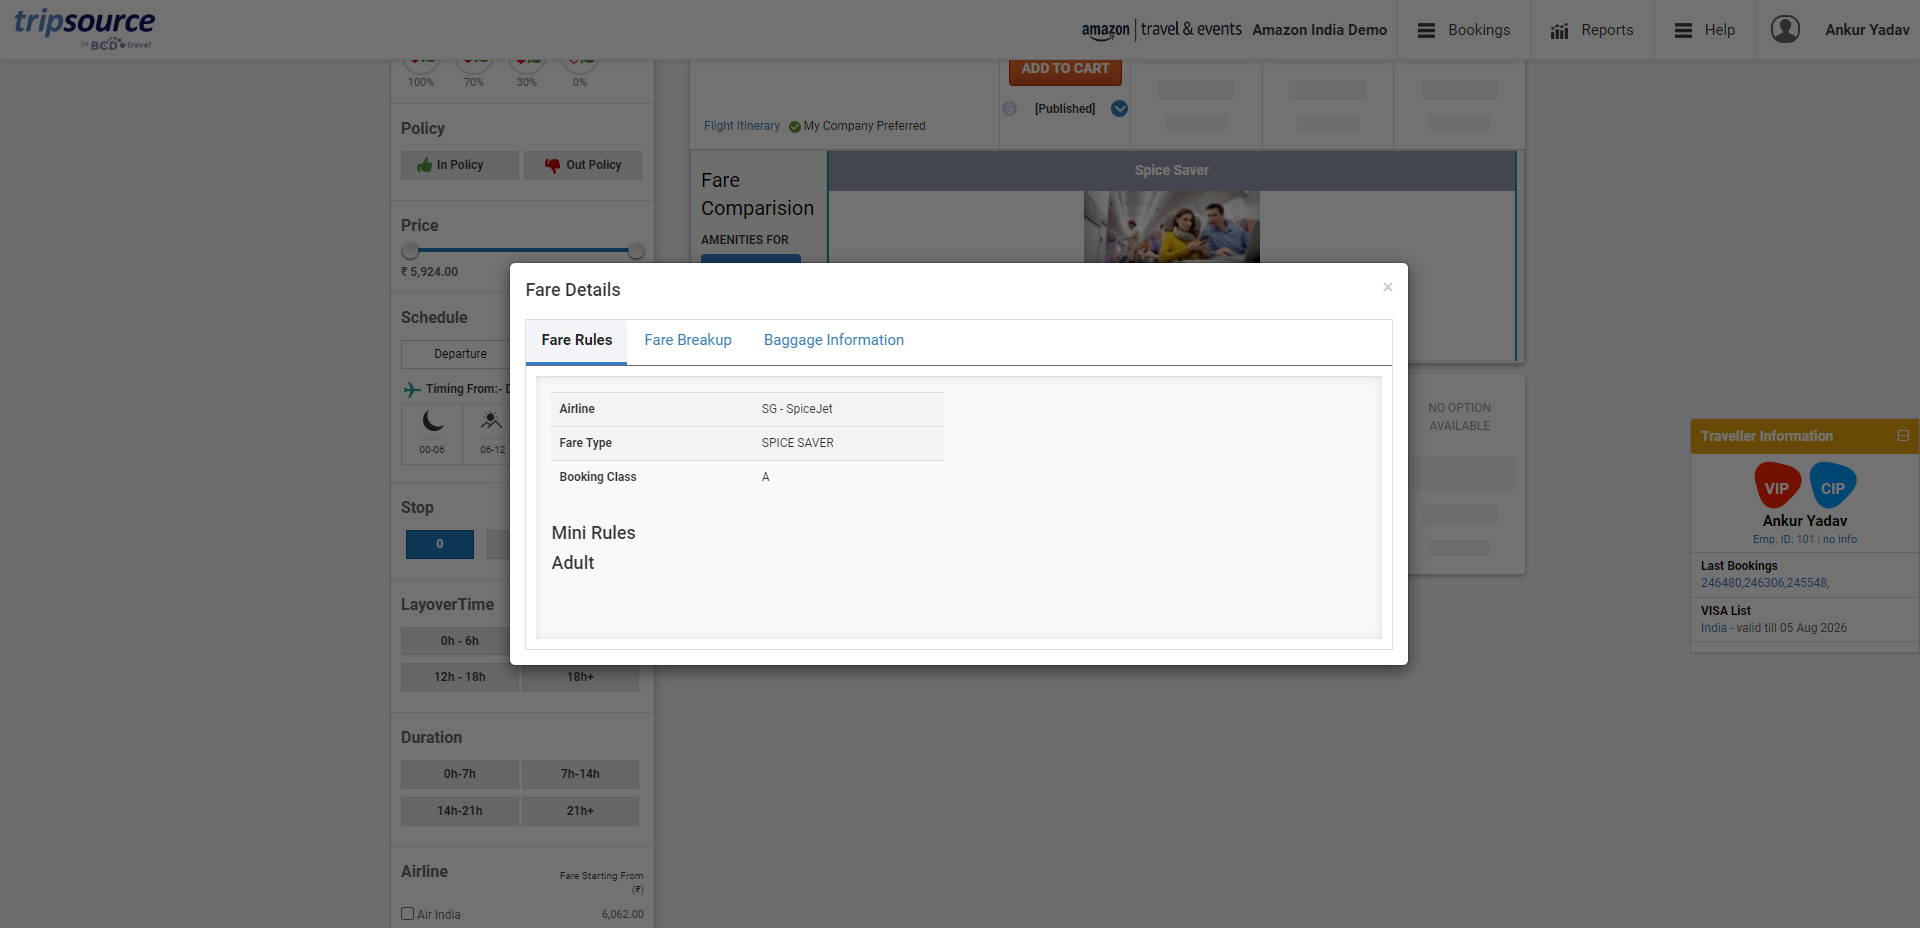 tripsource
by BCD travel
amazon travel & events
Amazon India Demo
Bookings
Reports
Help
Ankur Yadav
100%
70%
30%
0%
Policy
In Policy
Out Policy
Price
₹ 5,924.00
Schedule
Departure
Timing From:- D
00-06
06-12
Stop
0
LayoverTime
0h - 6h
12h - 18h
18h+
Duration
0h-7h
7h-14h
14h-21h
21h+
Airline
Fare Starting From
(₹)
Air India
6,062.00
ADD TO CART
[Published]
Flight Itinerary
My Company Preferred
Fare
Comparision
AMENITIES FOR
Spice Saver
Fare Details
×
Fare Rules
Fare Breakup
Baggage Information
Airline
SG - SpiceJet
Fare Type
SPICE SAVER
Booking Class
A
Mini Rules
Adult
NO OPTION
AVAILABLE
Traveller Information
VIP
CIP
Ankur Yadav
Emp. ID: 101 | no Info
Last Bookings
246480,246306,245548,
VISA List
India - valid till 05 Aug 2026